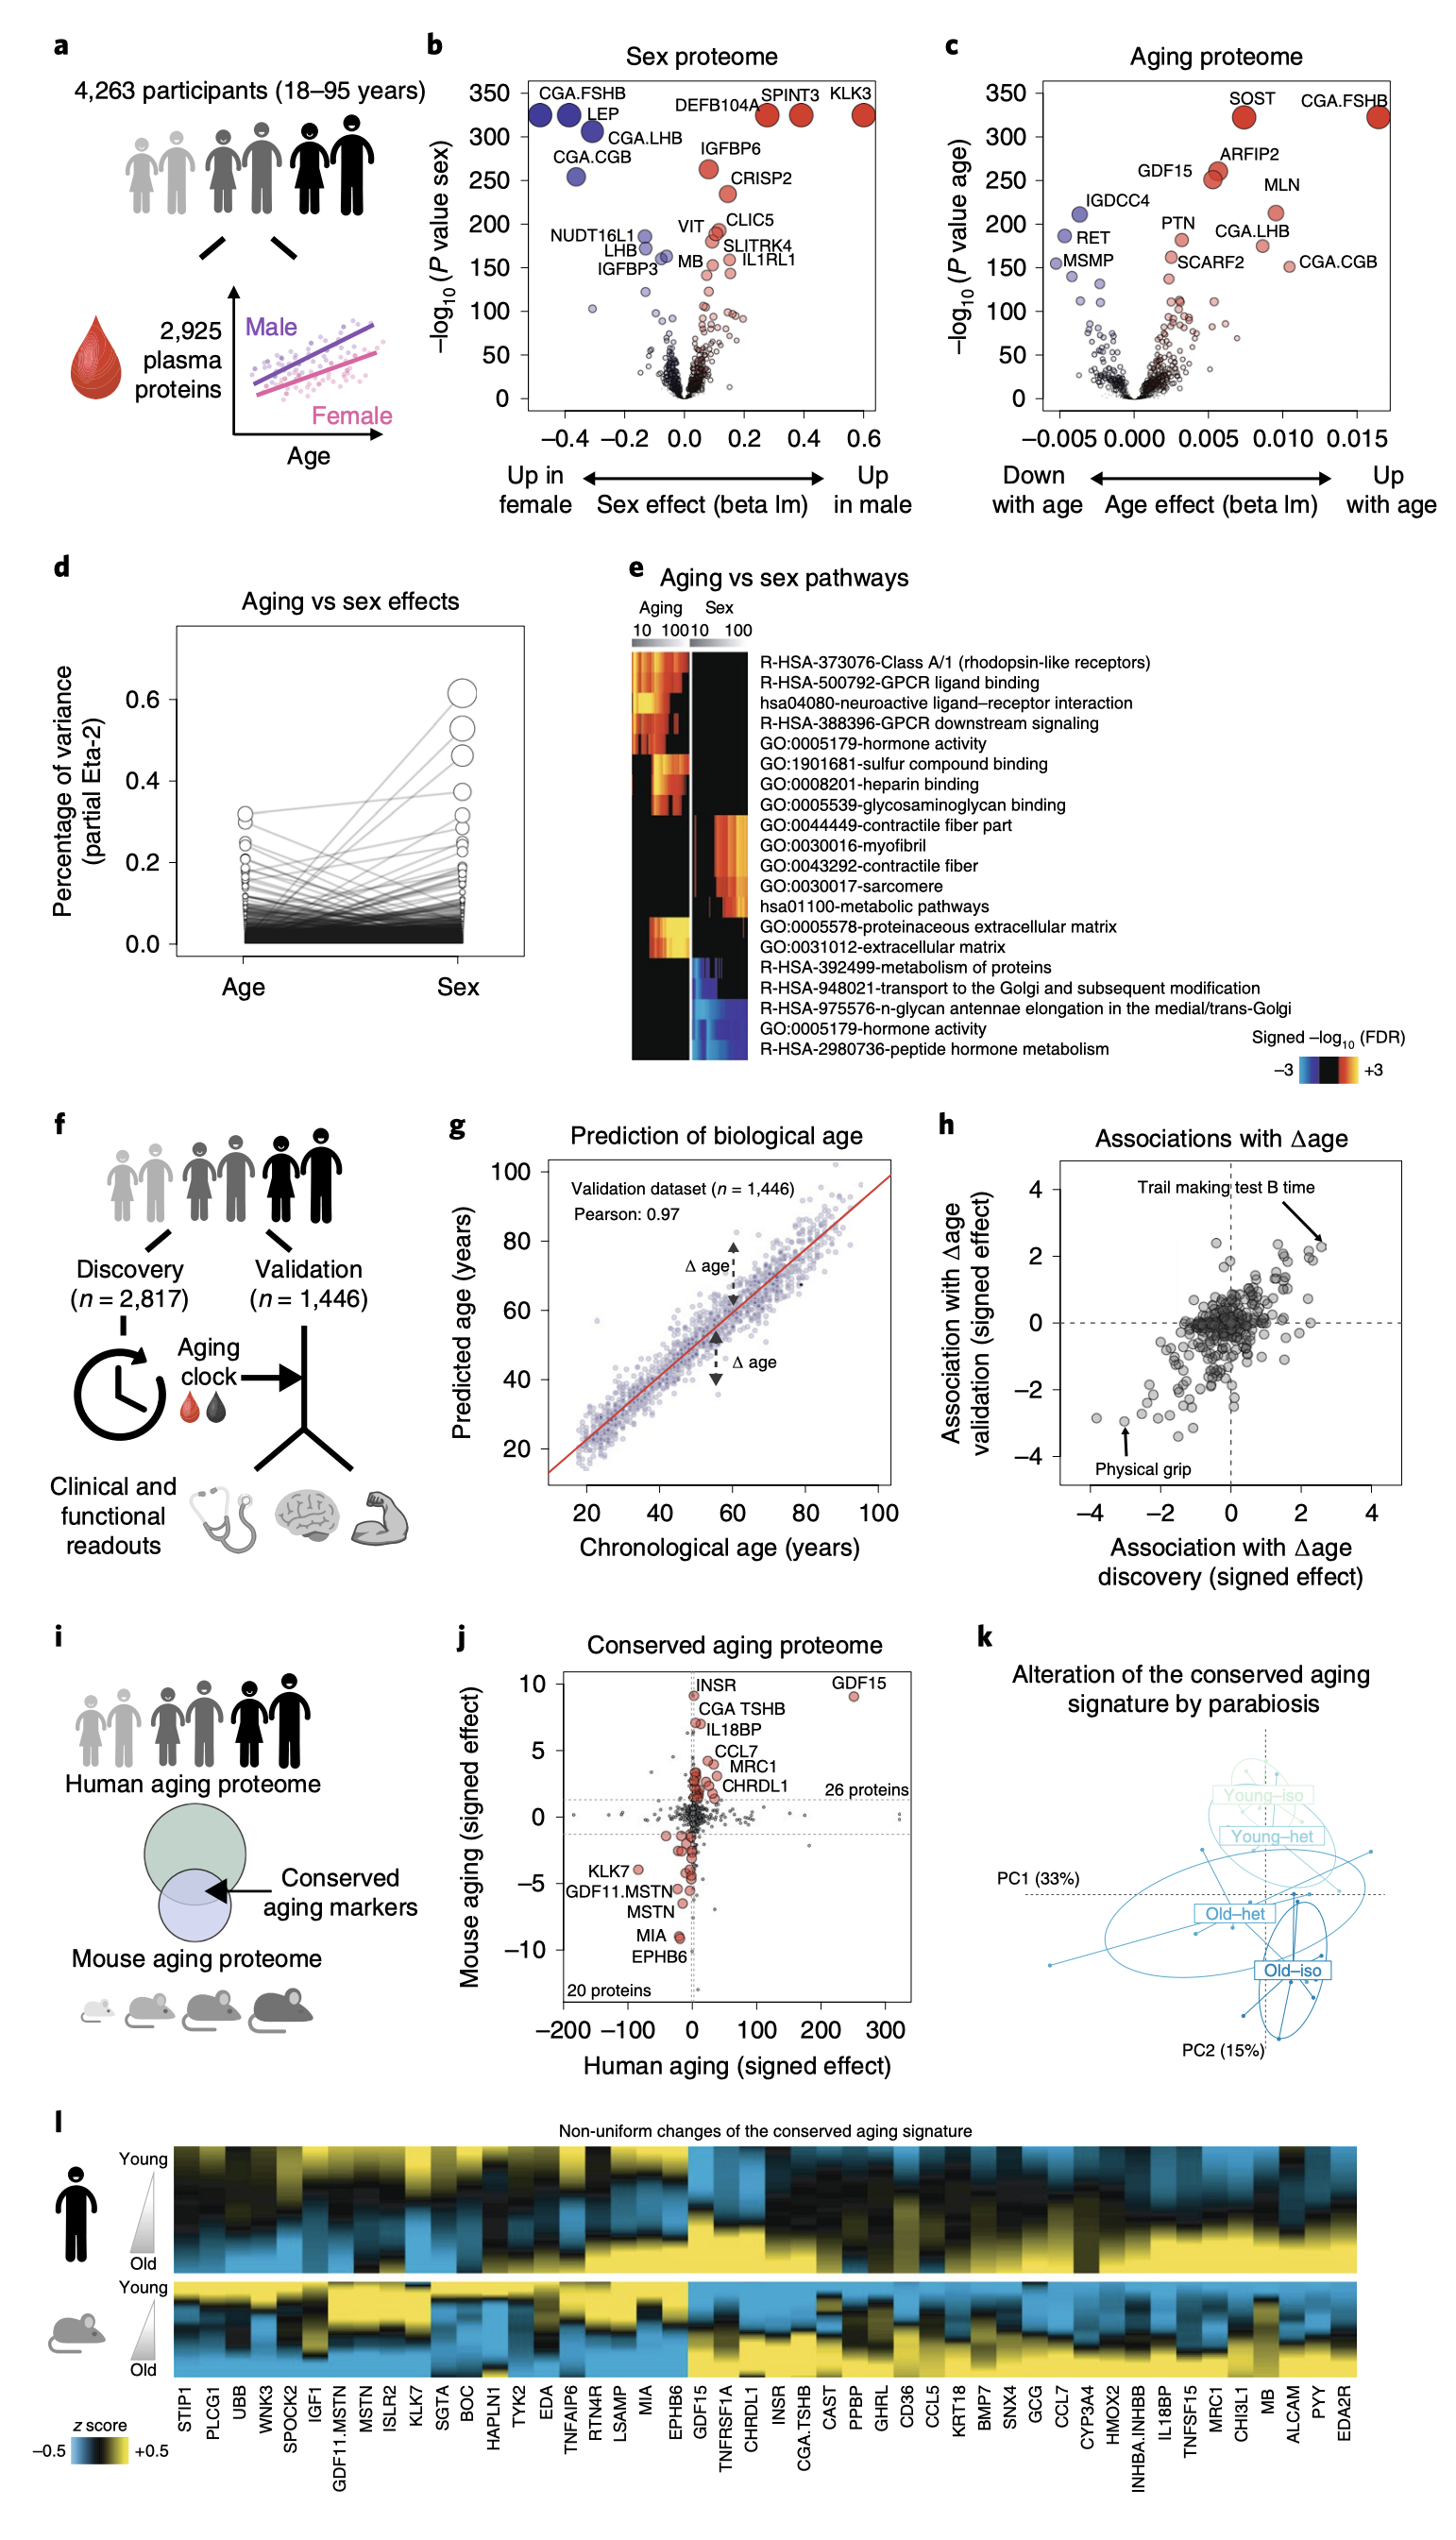 a
4,263 participants (18–95 years)
2,925
plasma
proteins
Male
Female
Age
b
Sex proteome
–log10 (P value sex)
350
300
250
200
150
100
50
0
CGA.FSHB
LEP
CGA.LHB
CGA.CGB
DEFB104A
SPINT3
KLK3
IGFBP6
CRISP2
VIT
CLIC5
NUDT16L1
LHB
SLITRK4
IGFBP3
MB
IL1RL1
–0.4 –0.2 0.0 0.2 0.4 0.6
Up in
female
Sex effect (beta lm)
Up
in male
c
Aging proteome
–log10 (P value age)
350
300
250
200
150
100
50
0
SOST
CGA.FSHB
ARFIP2
GDF15
MLN
IGDCC4
PTN
CGA.LHB
RET
MSMP
SCARF2
CGA.CGB
–0.005 0.000 0.005 0.010 0.015
Down
with age
Age effect (beta lm)
Up
with age
d
Aging vs sex effects
Percentage of variance
(partial Eta-2)
0.6
0.4
0.2
0.0
Age
Sex
e
Aging vs sex pathways
Aging Sex
10 100 10 100
R-HSA-373076-Class A/1 (rhodopsin-like receptors)
R-HSA-500792-GPCR ligand binding
hsa04080-neuroactive ligand–receptor interaction
R-HSA-388396-GPCR downstream signaling
GO:0005179-hormone activity
GO:1901681-sulfur compound binding
GO:0008201-heparin binding
GO:0005539-glycosaminoglycan binding
GO:0044449-contractile fiber part
GO:0030016-myofibril
GO:0043292-contractile fiber
GO:0030017-sarcomere
hsa01100-metabolic pathways
GO:0005578-proteinaceous extracellular matrix
GO:0031012-extracellular matrix
R-HSA-392499-metabolism of proteins
R-HSA-948021-transport to the Golgi and subsequent modification
R-HSA-975576-n-glycan antennae elongation in the medial/trans-Golgi
GO:0005179-hormone activity
R-HSA-2980736-peptide hormone metabolism
Signed –log10 (FDR)
–3 +3
f
Discovery
(n = 2,817)
Validation
(n = 1,446)
Aging
clock
Clinical and
functional
readouts
g
Prediction of biological age
Predicted age (years)
100
80
60
40
20
Validation dataset (n = 1,446)
Pearson: 0.97
Δ age
Δ age
20 40 60 80 100
Chronological age (years)
h
Associations with Δage
Association with Δage
validation (signed effect)
4
2
0
–2
–4
Trail making test B time
Physical grip
–4 –2 0 2 4
Association with Δage
discovery (signed effect)
i
Human aging proteome
Conserved
aging markers
Mouse aging proteome
j
Conserved aging proteome
Mouse aging (signed effect)
10
5
0
–5
–10
INSR
GDF15
CGA TSHB
IL18BP
CCL7
MRC1
CHRDL1
26 proteins
KLK7
GDF11.MSTN
MSTN
MIA
EPHB6
20 proteins
–200 –100 0 100 200 300
Human aging (signed effect)
k
Alteration of the conserved aging
signature by parabiosis
Young–iso
Young–het
PC1 (33%)
Old–het
Old–iso
PC2 (15%)
l
Non-uniform changes of the conserved aging signature
Young
Old
Young
Old
z score
–0.5 +0.5
STIP1
PLCG1
UBB
WNK3
SPOCK2
IGF1
GDF11.MSTN
MSTN
ISLR2
KLK7
SGTA
BOC
HAPLN1
TYK2
EDA
TNFAIP6
RTN4R
LSAMP
MIA
EPHB6
GDF15
TNFRSF1A
CHRDL1
INSR
CGA.TSHB
CAST
PPBP
GHRL
CD36
CCL5
KRT18
BMP7
SNX4
GCG
CCL7
CYP3A4
HMOX2
INHBA.INHBB
IL18BP
TNFSF15
MRC1
CHI3L1
MB
ALCAM
PYY
EDA2R